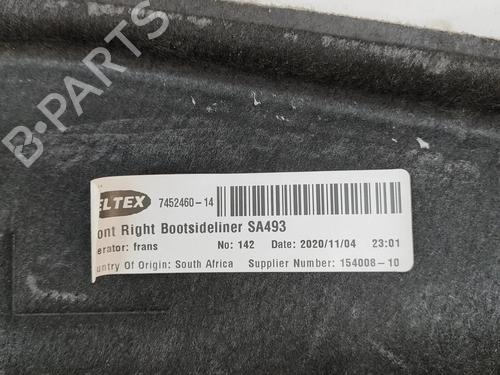 B-PARTS
ELTEX 7452460-14
ont Right Bootsideliner SA493
erator: frans No: 142 Date: 2020/11/04 23:01
untry Of Origin: South Africa Supplier Number: 154008-10
B-PARTS